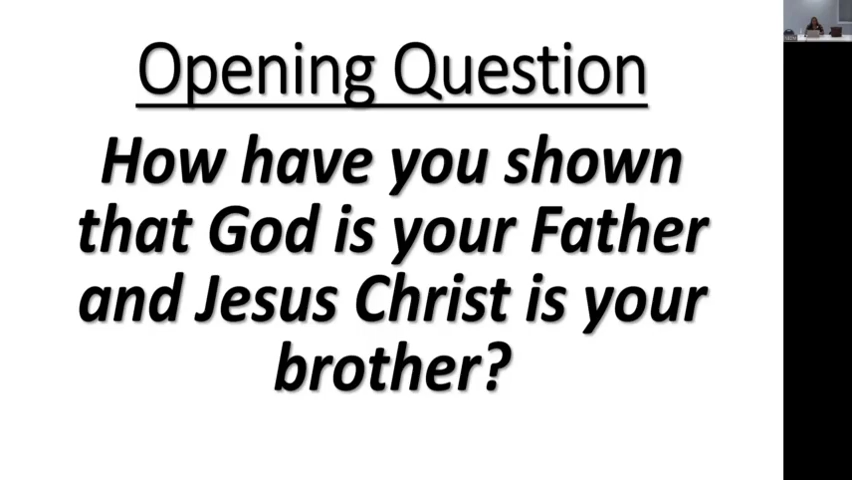 Opening Question
How have you shown
that God is your Father
and Jesus Christ is your
brother?